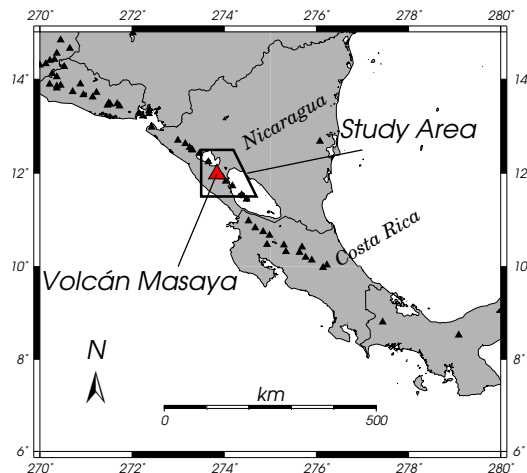 270˚ 272˚ 274˚ 276˚ 278˚ 280˚
14˚ 14˚
Nicaragua
Study Area
12˚ 12˚
Costa Rica
10˚ 10˚
Volcán Masaya
N
8˚ 8˚
km
0 500
6˚ 6˚
270˚ 272˚ 274˚ 276˚ 278˚ 280˚